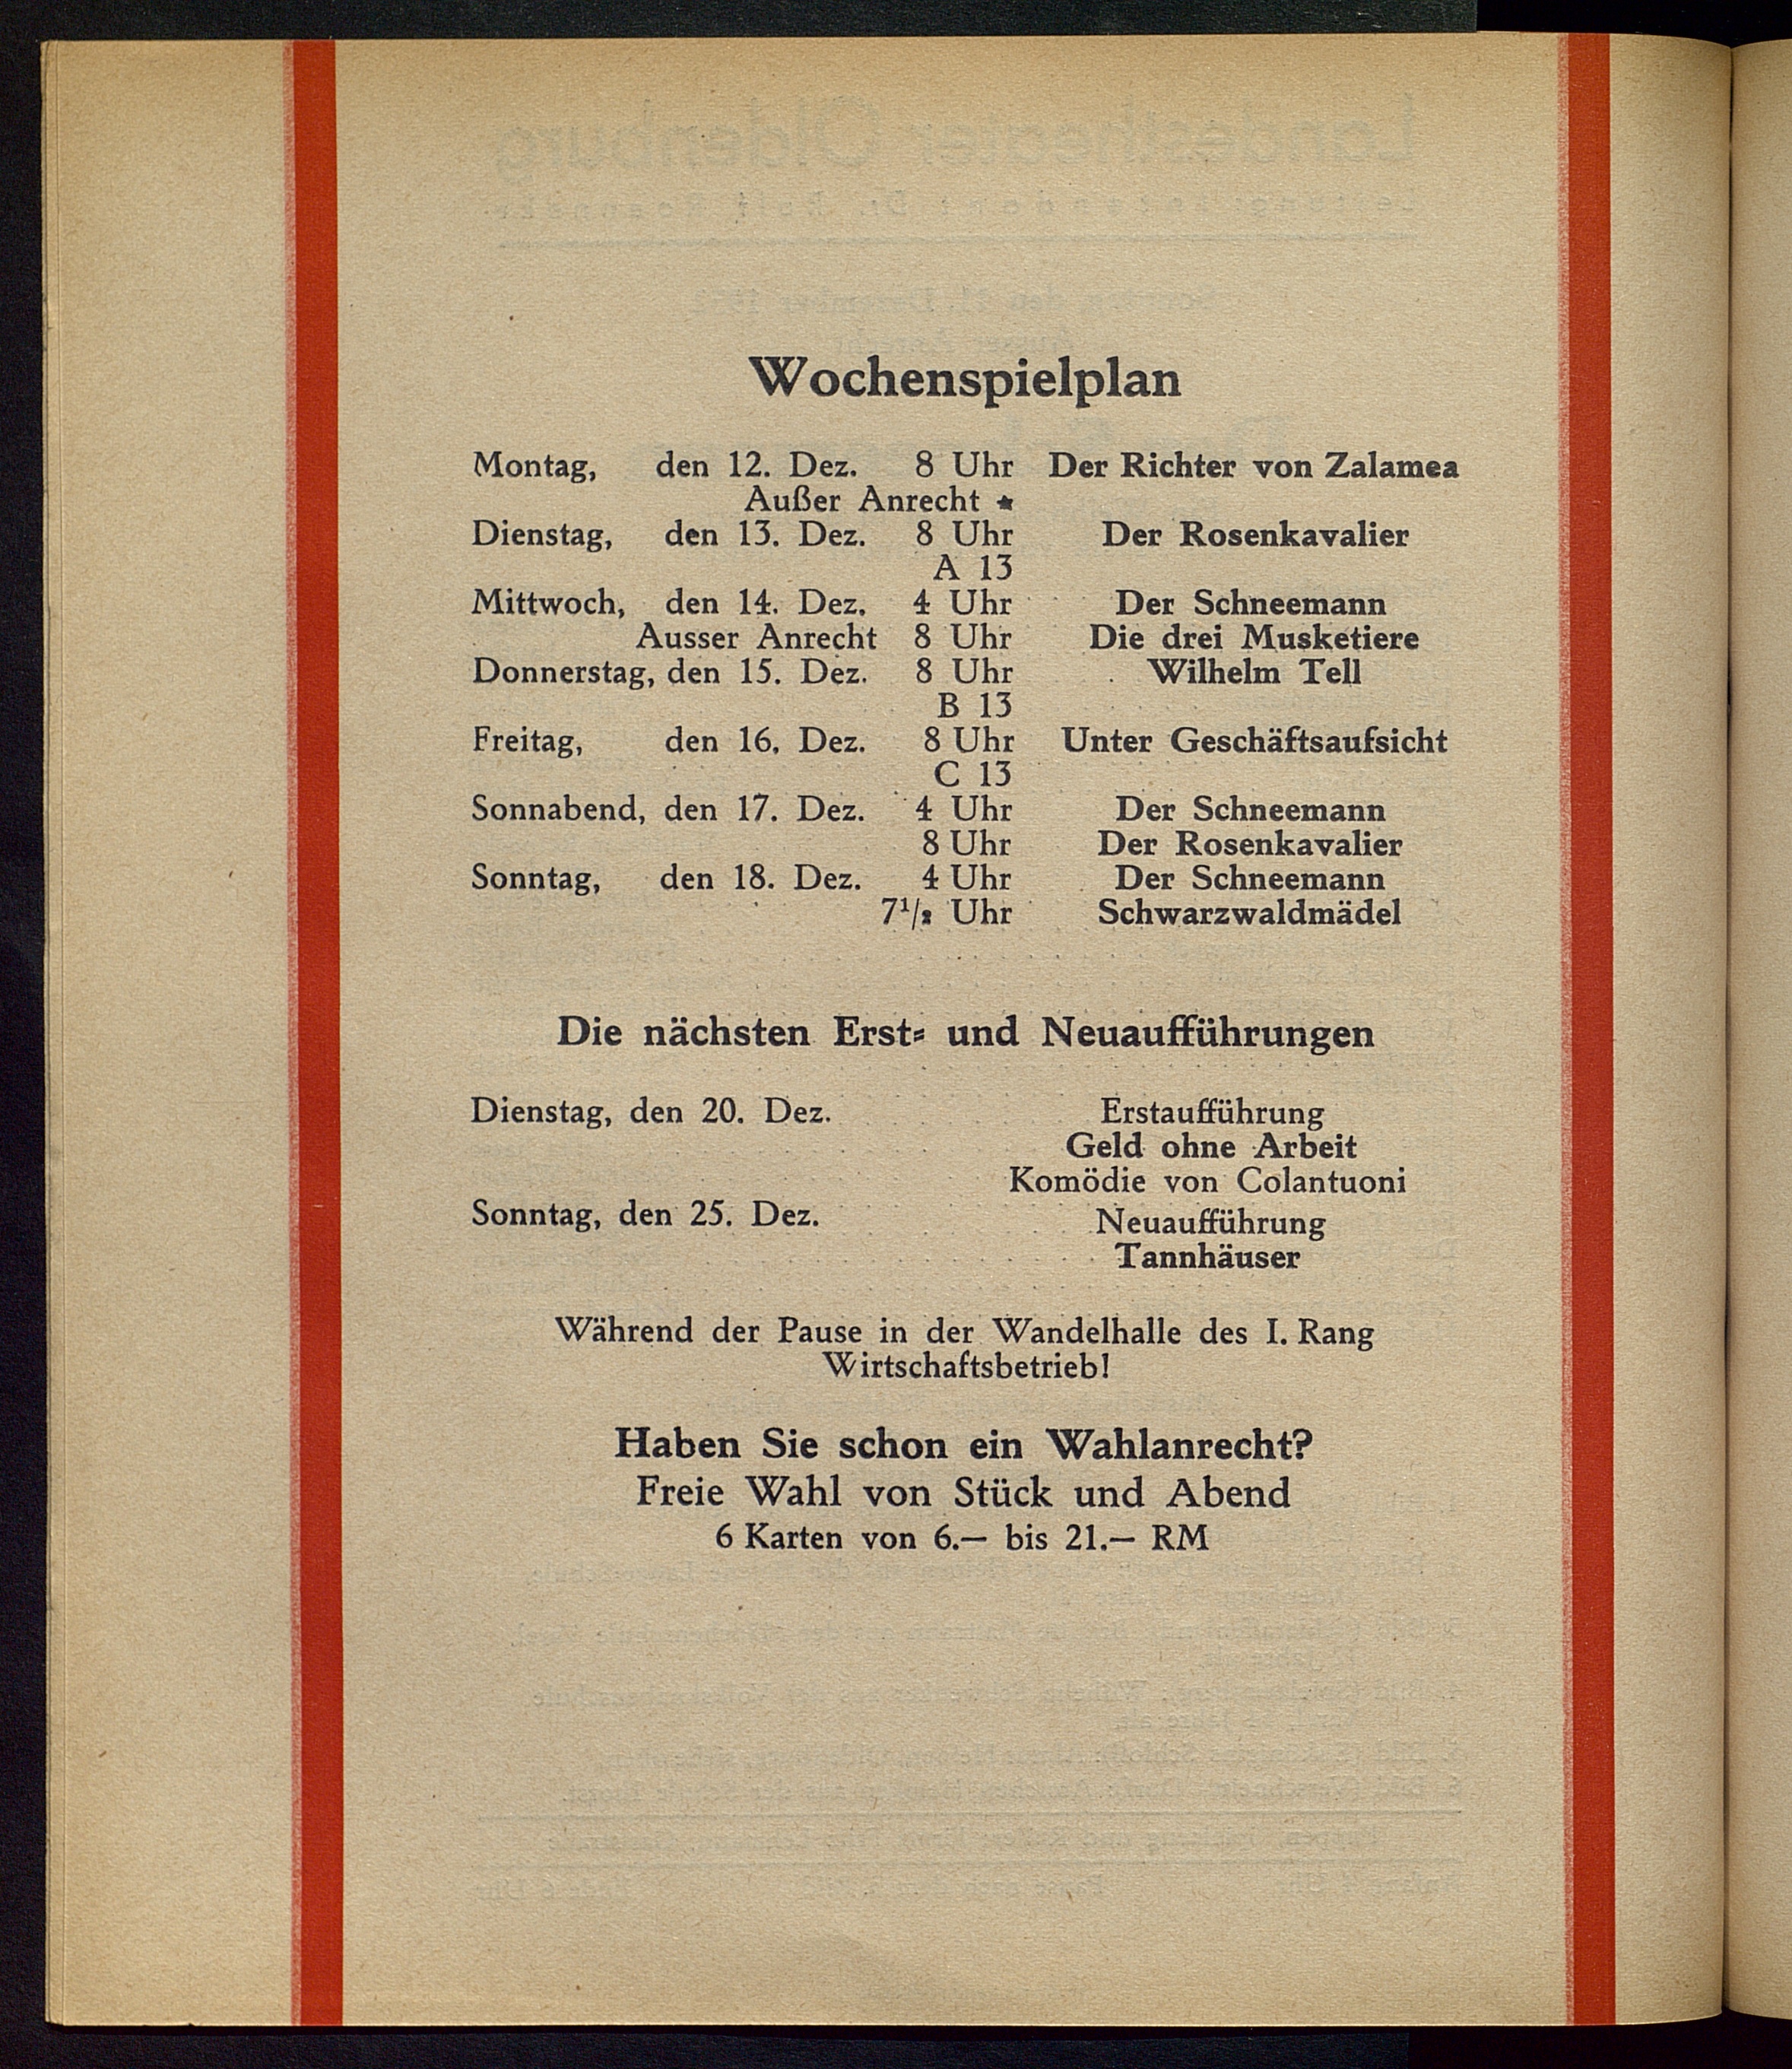 Wochenspielplan
Montag, den 12. Dez. 8 Uhr Der Richter von Zalamea
Außer Anrecht ★
Dienstag, den 13. Dez. 8 Uhr Der Rosenkavalier
A 13
Mittwoch, den 14. Dez. 4 Uhr Der Schneemann
Ausser Anrecht 8 Uhr Die drei Musketiere
Donnerstag, den 15. Dez. 8 Uhr Wilhelm Tell
B 13
Freitag, den 16. Dez. 8 Uhr Unter Geschäftsaufsicht
C 13
Sonnabend, den 17. Dez. 4 Uhr Der Schneemann
8 Uhr Der Rosenkavalier
Sonntag, den 18. Dez. 4 Uhr Der Schneemann
7¹/₂ Uhr Schwarzwaldmädel
Die nächsten Erst- und Neuaufführungen
Dienstag, den 20. Dez. Erstaufführung
Geld ohne Arbeit
Komödie von Colantuoni
Sonntag, den 25. Dez. Neuaufführung
Tannhäuser
Während der Pause in der Wandelhalle des I. Rang
Wirtschaftsbetrieb!
Haben Sie schon ein Wahlanrecht?
Freie Wahl von Stück und Abend
6 Karten von 6.— bis 21.— RM